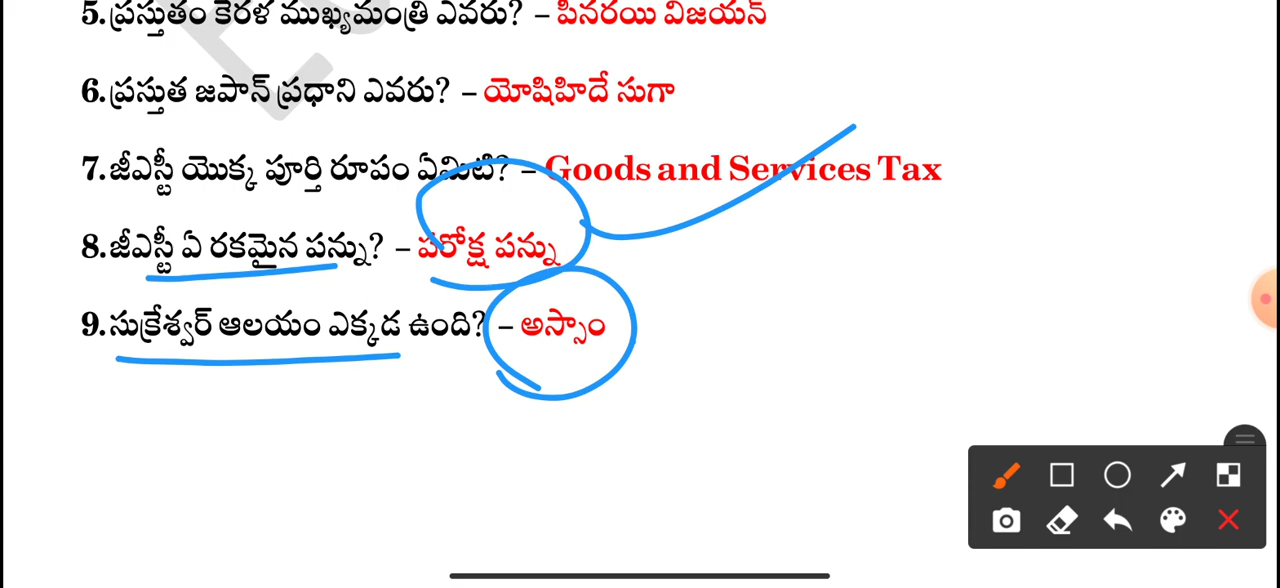 5.ప్రస్తుతం కేరళ ముఖ్యమంత్రి ఎవరు? – పినరయి విజయన్
6.ప్రస్తుత జపాన్ ప్రధాని ఎవరు? – యోషిహిదే సుగా
7.జీఎస్టీ యొక్క పూర్తి రూపం ఏమిటి? – Goods and Services Tax
8.జీఎస్టీ ఏ రకమైన పన్ను? – పరోక్ష పన్ను
9.సుక్రేశ్వర్ ఆలయం ఎక్కడ ఉంది? – అస్సాం